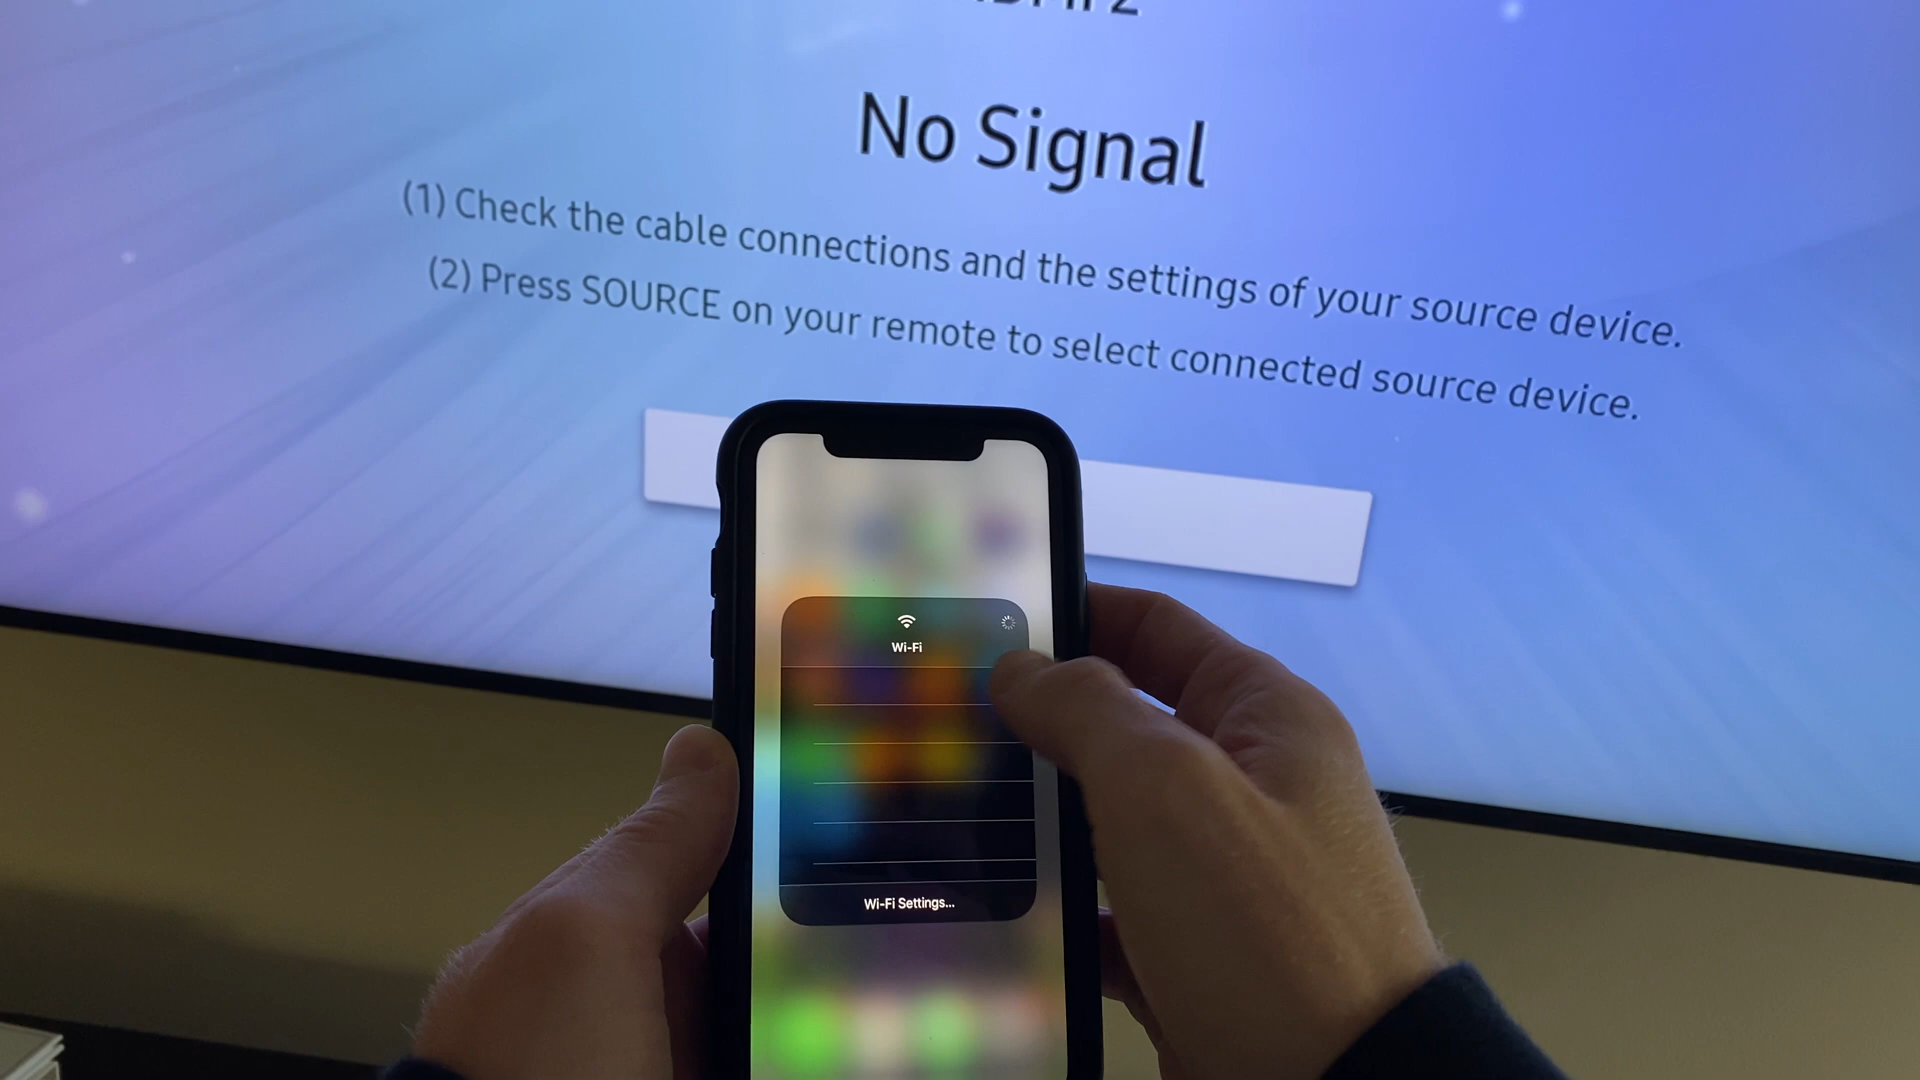 No Signal
(1) Check the cable connections and the settings of your source device.
(2) Press SOURCE on your remote to select connected source device.
Wi-Fi
Wi-Fi Settings...